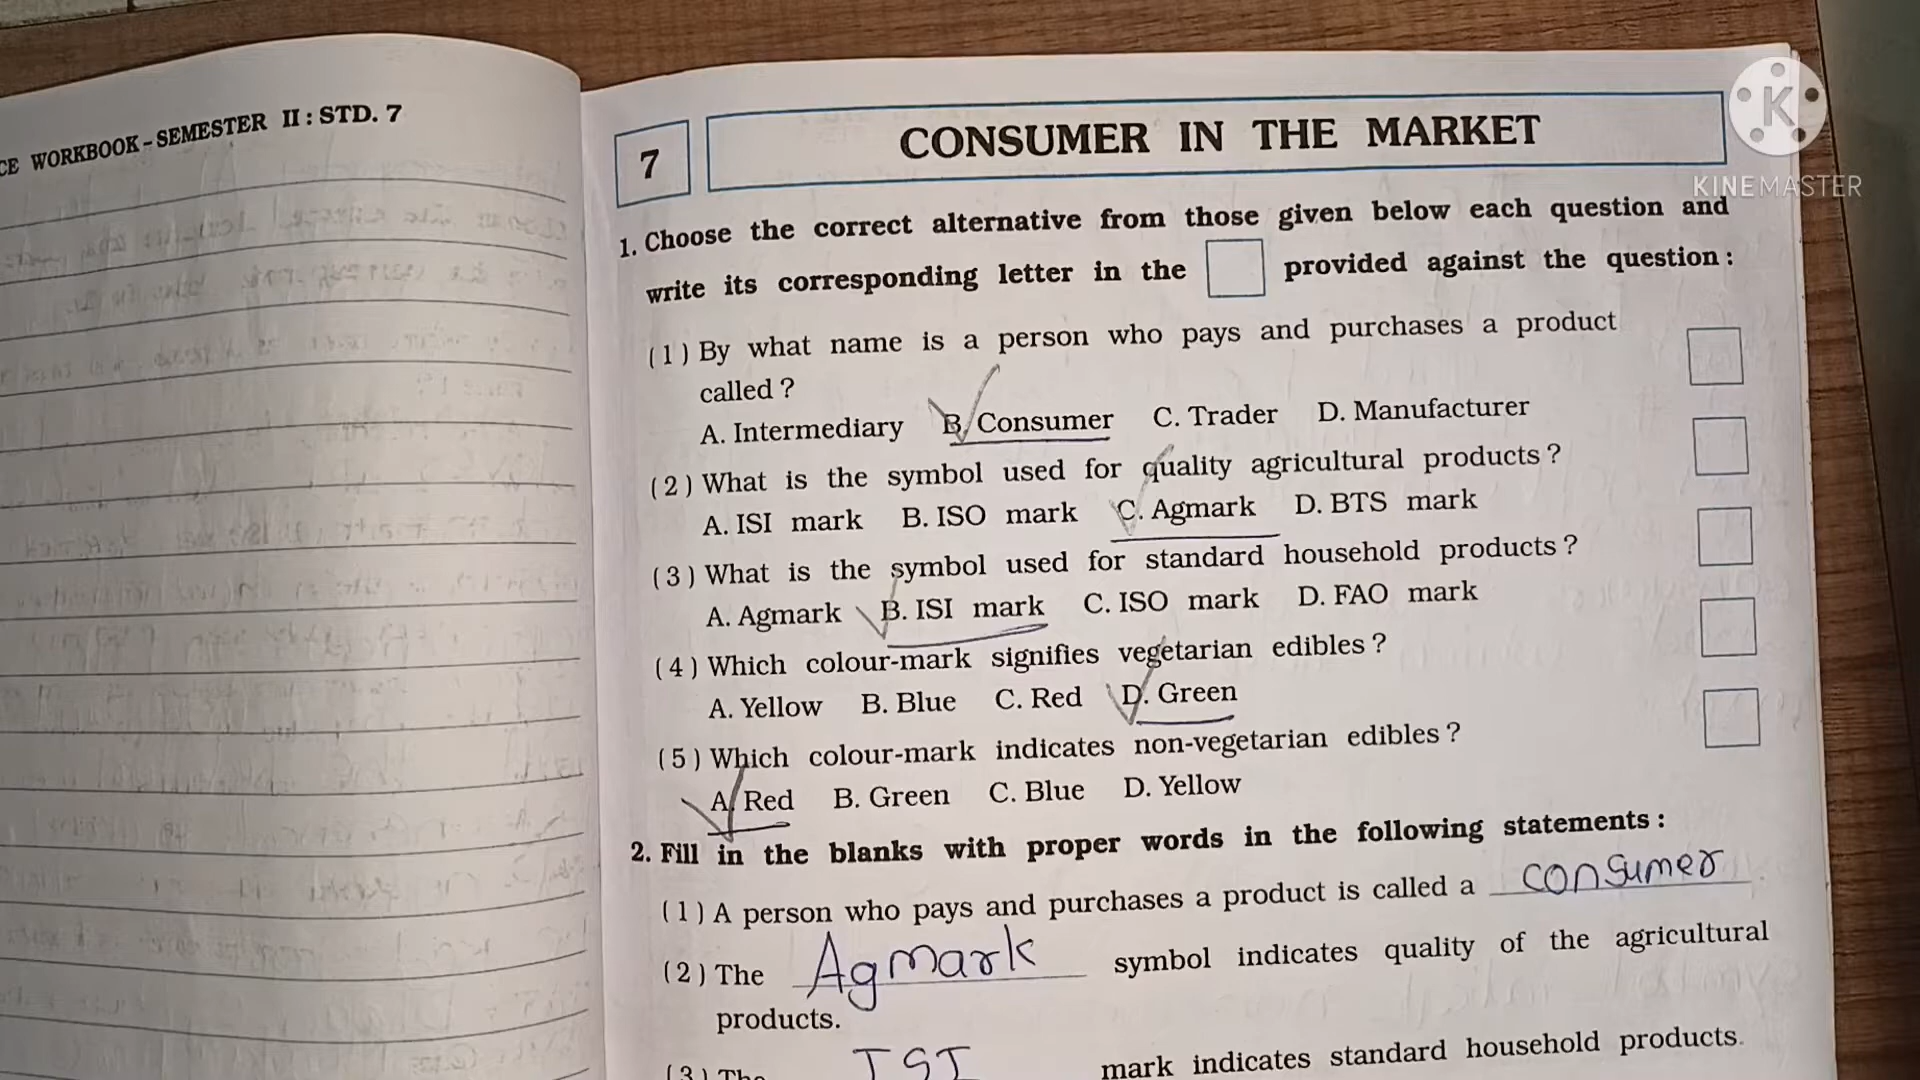 CE WORKBOOK – SEMESTER II : STD. 7
7
CONSUMER IN THE MARKET
KINEMASTER
1. Choose the correct alternative from those given below each question and
write its corresponding letter in the provided against the question :
(1) By what name is a person who pays and purchases a product
called ?
A. Intermediary B. Consumer C. Trader D. Manufacturer
(2) What is the symbol used for quality agricultural products ?
A. ISI mark B. ISO mark C. Agmark D. BTS mark
(3) What is the symbol used for standard household products ?
A. Agmark B. ISI mark C. ISO mark D. FAO mark
(4) Which colour-mark signifies vegetarian edibles ?
A. Yellow B. Blue C. Red D. Green
(5) Which colour-mark indicates non-vegetarian edibles ?
A. Red B. Green C. Blue D. Yellow
2. Fill in the blanks with proper words in the following statements :
(1) A person who pays and purchases a product is called a consumer
(2) The Agmark symbol indicates quality of the agricultural
products.
(3) The ISI mark indicates standard household products.